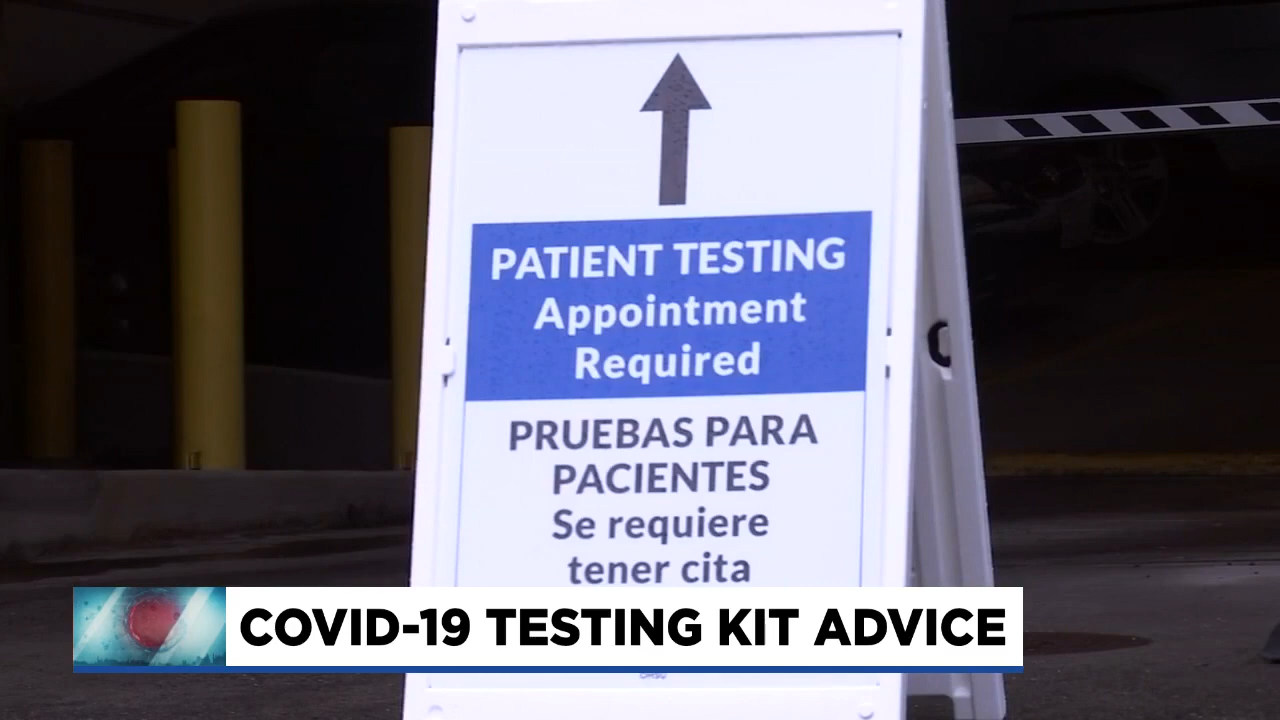 PATIENT TESTING
Appointment
Required
PRUEBAS PARA
PACIENTES
Se requiere
tener cita
COVID-19 TESTING KIT ADVICE